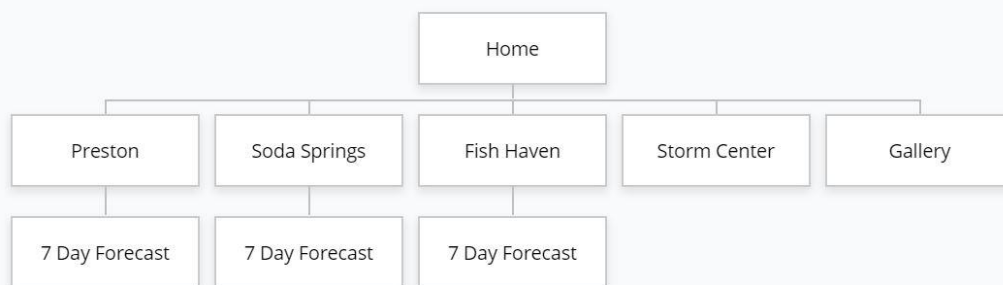 Home
Preston
Soda Springs
Fish Haven
Storm Center
Gallery
7 Day Forecast
7 Day Forecast
7 Day Forecast